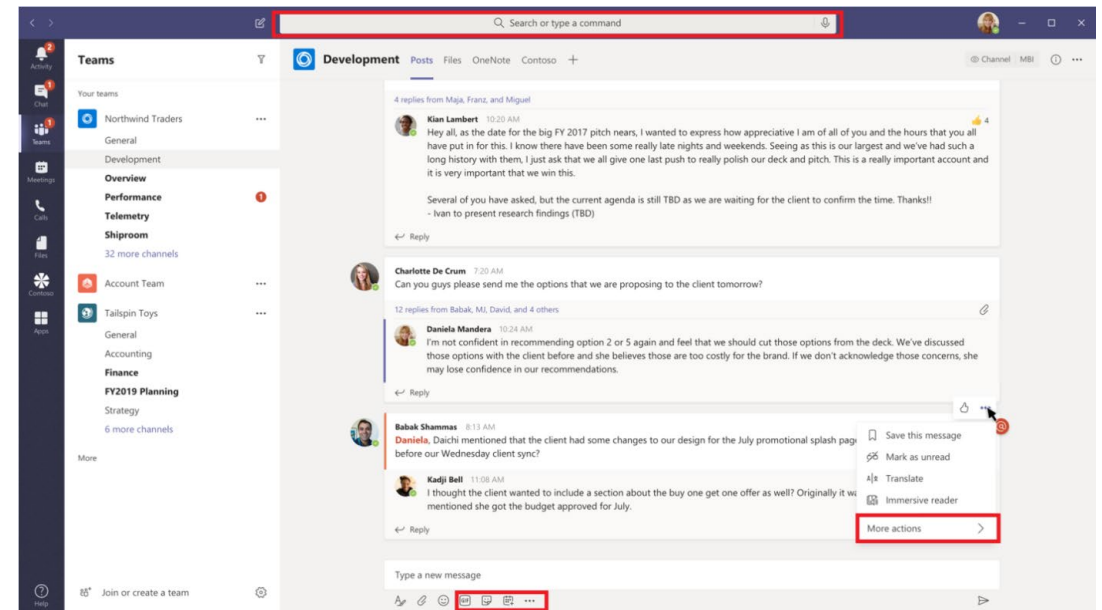 Search or type a command
2
Activity
1
Chat
1
Teams
Meetings
Calls
Files
Contoso
Apps
Help
Teams
Your teams
Northwind Traders
General
Development
Overview
Performance 1
Telemetry
Shiproom
32 more channels
Account Team
Tailspin Toys
General
Accounting
Finance
FY2019 Planning
Strategy
6 more channels
More
Join or create a team
Development Posts Files OneNote Contoso +
Channel MBI
4 replies from Maja, Franz, and Miguel
Kian Lambert 10:20 AM
4
Hey all, as the date for the big FY 2017 pitch nears, I wanted to express how appreciative I am of all of you and the hours that you all
have put in for this. I know there have been some really late nights and weekends. Seeing as this is our largest and we've had such a
long history with them, I just ask that we all give one last push to really polish our deck and pitch. This is a really important account and
it is very important that we win this.
Several of you have asked, but the current agenda is still TBD as we are waiting for the client to confirm the time. Thanks!!
- Ivan to present research findings (TBD)
Reply
Charlotte De Crum 7:20 AM
Can you guys please send me the options that we are proposing to the client tomorrow?
12 replies from Babak, MJ, David, and 4 others
Daniela Mandera 10:24 AM
I'm not confident in recommending option 2 or 5 again and feel that we should cut those options from the deck. We've discussed
those options with the client before and she believes those are too costly for the brand. If we don't acknowledge those concerns, she
may lose confidence in our recommendations.
Reply
Babak Shammas 8:13 AM
Daniela, Daichi mentioned that the client had some changes to our design for the July promotional splash pag
before our Wednesday client sync?
Kadji Bell 11:08 AM
I thought the client wanted to include a section about the buy one get one offer as well? Originally it wa
mentioned she got the budget approved for July.
Reply
@
Save this message
Mark as unread
Translate
Immersive reader
More actions
Type a new message
GIF